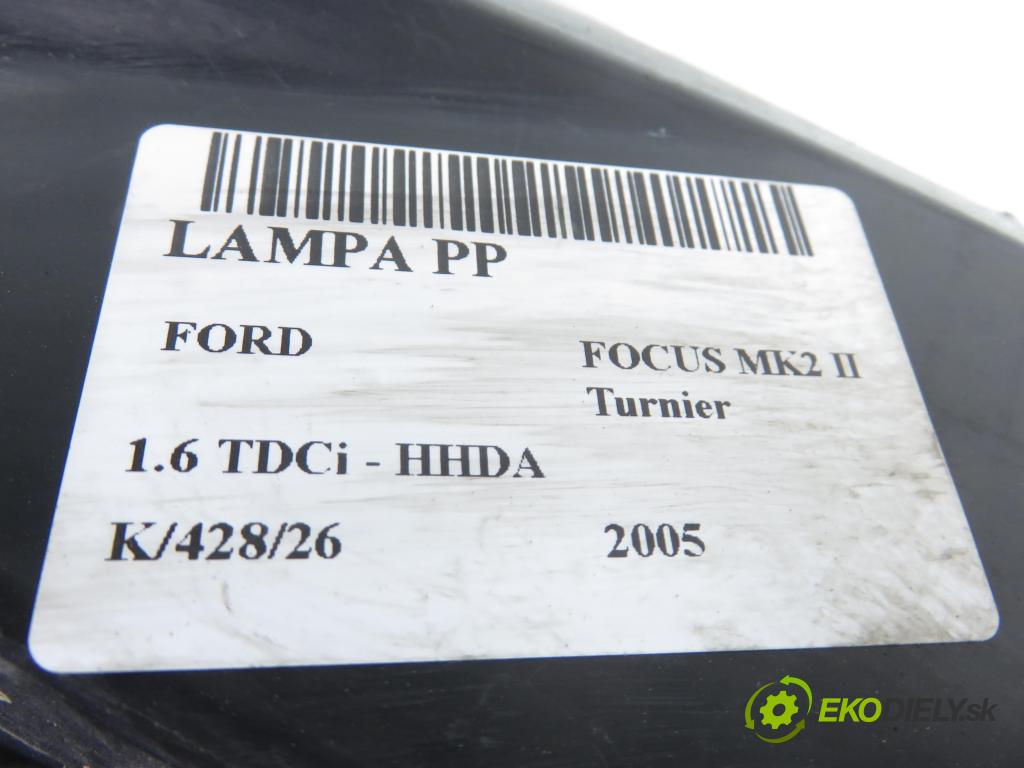 LAMPA PP
FORD
FOCUS MK2 II
Turnier
1.6 TDCi - HHDA
K/428/26
2005
EKODIELY.sk